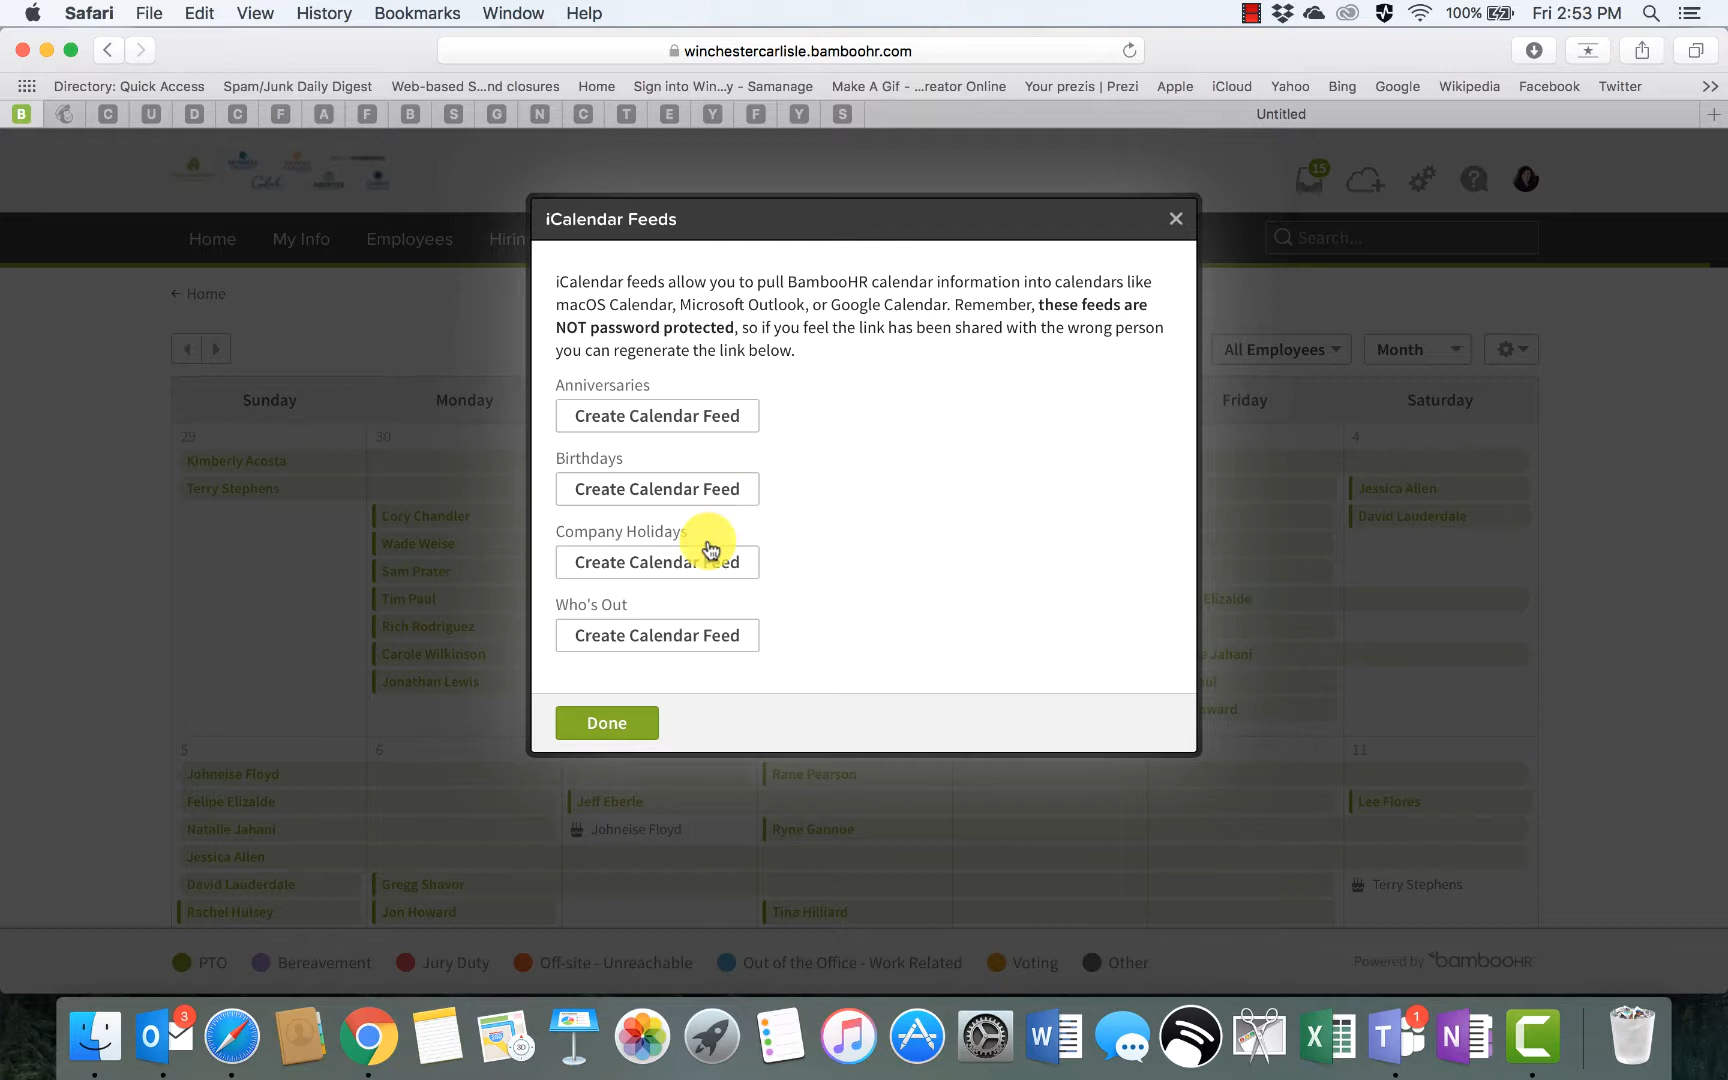 Safari File Edit View History Bookmarks Window Help 100% Fri 2:53 PM
winchestercarlisle.bamboohr.com
Directory: Quick Access Spam/Junk Daily Digest Web-based S...nd closures Home Sign into Win...y - Samanage Make A Gif - ...reator Online Your prezis | Prezi Apple iCloud Yahoo Bing Google Wikipedia Facebook Twitter
B C U D C F A F B S G N C T E Y F Y S Untitled
15
Home My Info Employees Hirin Search...
Home
All Employees Month
Sunday Monday Friday Saturday
29 30 4
Kimberly Acosta
Terry Stephens Jessica Allen
Cory Chandler David Lauderdale
Wade Weise
Sam Prater
Tim Paul Elizalde
Rich Rodriguez
Carole Wilkinson e Jahani
Jonathan Lewis
oward
iCalendar Feeds
iCalendar feeds allow you to pull BambooHR calendar information into calendars like
macOS Calendar, Microsoft Outlook, or Google Calendar. Remember, these feeds are
NOT password protected, so if you feel the link has been shared with the wrong person
you can regenerate the link below.
Anniversaries
Create Calendar Feed
Birthdays
Create Calendar Feed
Company Holidays
Create Calendar Feed
Who's Out
Create Calendar Feed
Done
5 6 11
Johneise Floyd Rane Pearson
Felipe Elizalde Jeff Eberle Lee Flores
Natalie Jahani Johneise Floyd Ryne Gannoe
Jessica Allen
David Lauderdale Gregg Shavor Terry Stephens
Rachel Hulsey Jon Howard Tina Hilliard
PTO Bereavement Jury Duty Off-site - Unreachable Out of the Office - Work Related Voting Other Powered by bambooHR
3 1